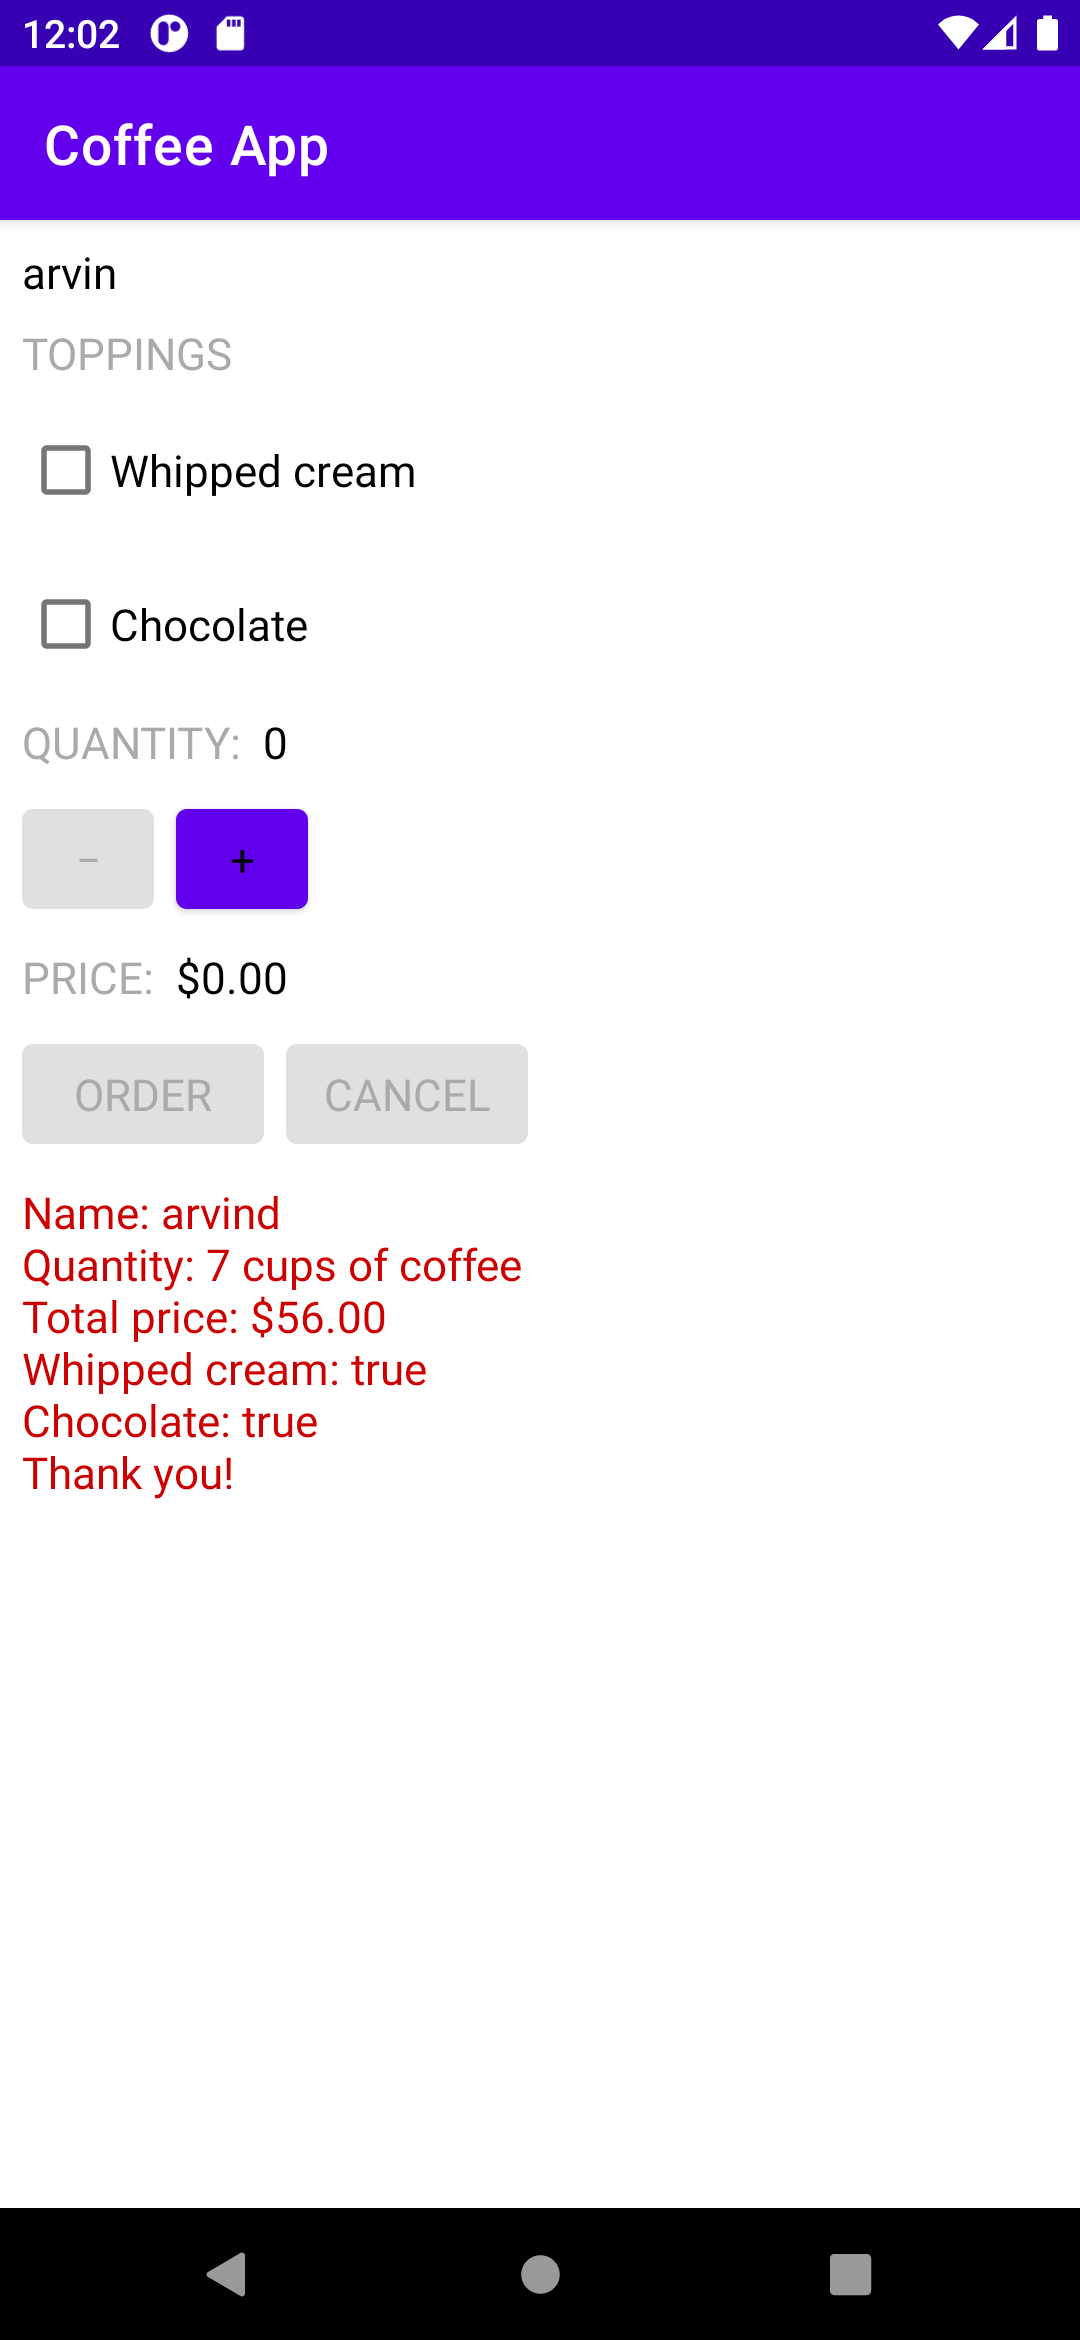 12:02
Coffee App
arvin
TOPPINGS
Whipped cream
Chocolate
QUANTITY: 0
− +
PRICE: $0.00
ORDER CANCEL
Name: arvind
Quantity: 7 cups of coffee
Total price: $56.00
Whipped cream: true
Chocolate: true
Thank you!